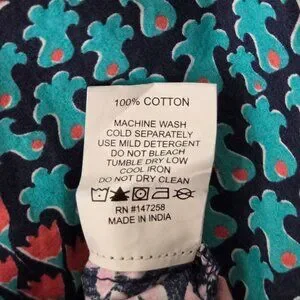 100% COTTON
MACHINE WASH
COLD SEPARATELY
USE MILD DETERGENT
DO NOT BLEACH
TUMBLE DRY LOW
COOL IRON
DO NOT DRY CLEAN
RN #147258
MADE IN INDIA